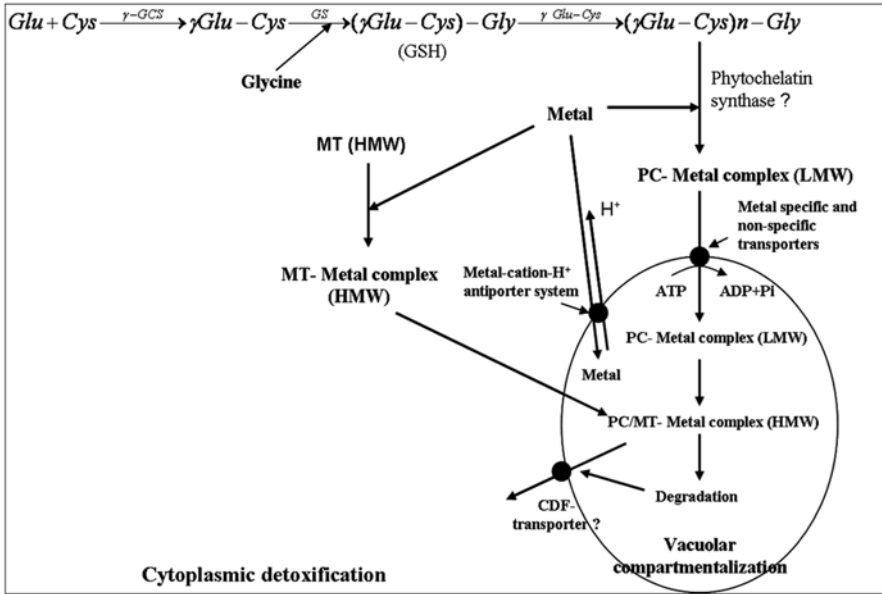 Glu + Cys γ−GCS γGlu − Cys GS (γGlu − Cys) − Gly γ Glu−Cys (γGlu − Cys)n − Gly
(GSH)
Glycine
Phytochelatin
synthase ?
Metal
MT (HMW)
PC- Metal complex (LMW)
H⁺
Metal specific and
non-specific
transporters
MT- Metal complex
(HMW)
Metal-cation-H⁺
antiporter system
ATP
ADP+Pi
PC- Metal complex (LMW)
Metal
PC/MT- Metal complex (HMW)
Degradation
CDF-
transporter ?
Vacuolar
compartmentalization
Cytoplasmic detoxification